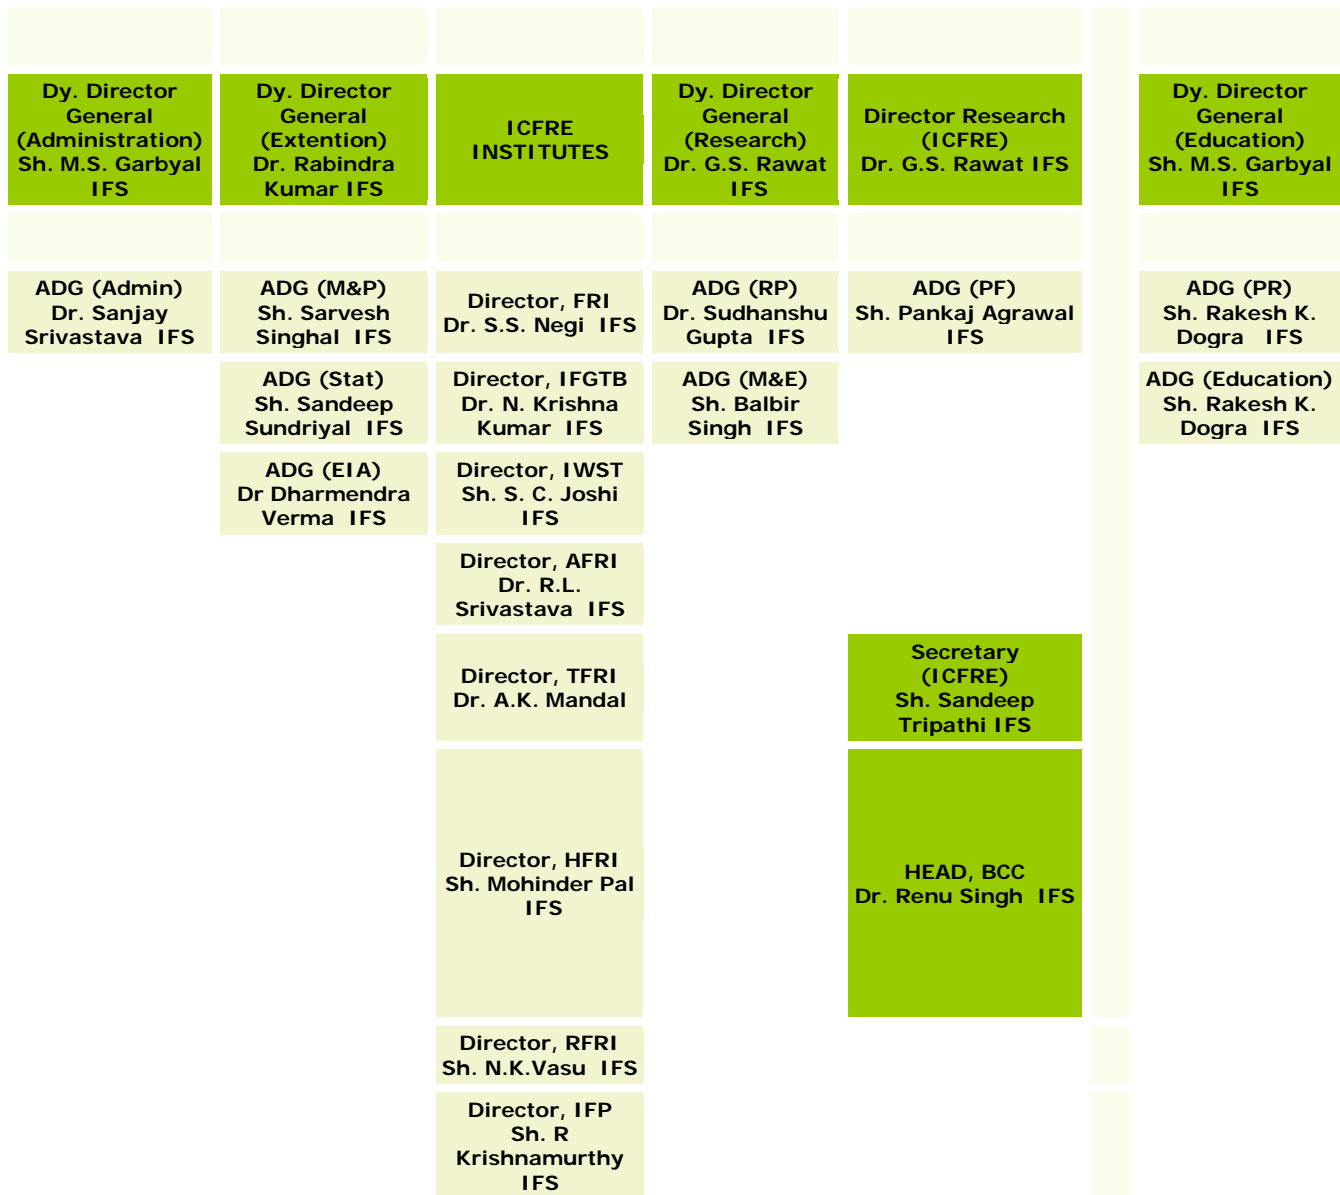 Dy. Director
General
(Administration)
Sh. M.S. Garbyal
IFS
Dy. Director
General
(Extention)
Dr. Rabindra
Kumar IFS
ICFRE
INSTITUTES
Dy. Director
General
(Research)
Dr. G.S. Rawat
IFS
Director Research
(ICFRE)
Dr. G.S. Rawat IFS
Dy. Director
General
(Education)
Sh. M.S. Garbyal
IFS
ADG (Admin)
Dr. Sanjay
Srivastava IFS
ADG (M&P)
Sh. Sarvesh
Singhal IFS
Director, FRI
Dr. S.S. Negi IFS
ADG (RP)
Dr. Sudhanshu
Gupta IFS
ADG (PF)
Sh. Pankaj Agrawal
IFS
ADG (PR)
Sh. Rakesh K.
Dogra IFS
ADG (Stat)
Sh. Sandeep
Sundriyal IFS
Director, IFGTB
Dr. N. Krishna
Kumar IFS
ADG (M&E)
Sh. Balbir
Singh IFS
ADG (Education)
Sh. Rakesh K.
Dogra IFS
ADG (EIA)
Dr Dharmendra
Verma IFS
Director, IWST
Sh. S. C. Joshi
IFS
Director, AFRI
Dr. R.L.
Srivastava IFS
Director, TFRI
Dr. A.K. Mandal
Secretary
(ICFRE)
Sh. Sandeep
Tripathi IFS
Director, HFRI
Sh. Mohinder Pal
IFS
HEAD, BCC
Dr. Renu Singh IFS
Director, RFRI
Sh. N.K.Vasu IFS
Director, IFP
Sh. R
Krishnamurthy
IFS